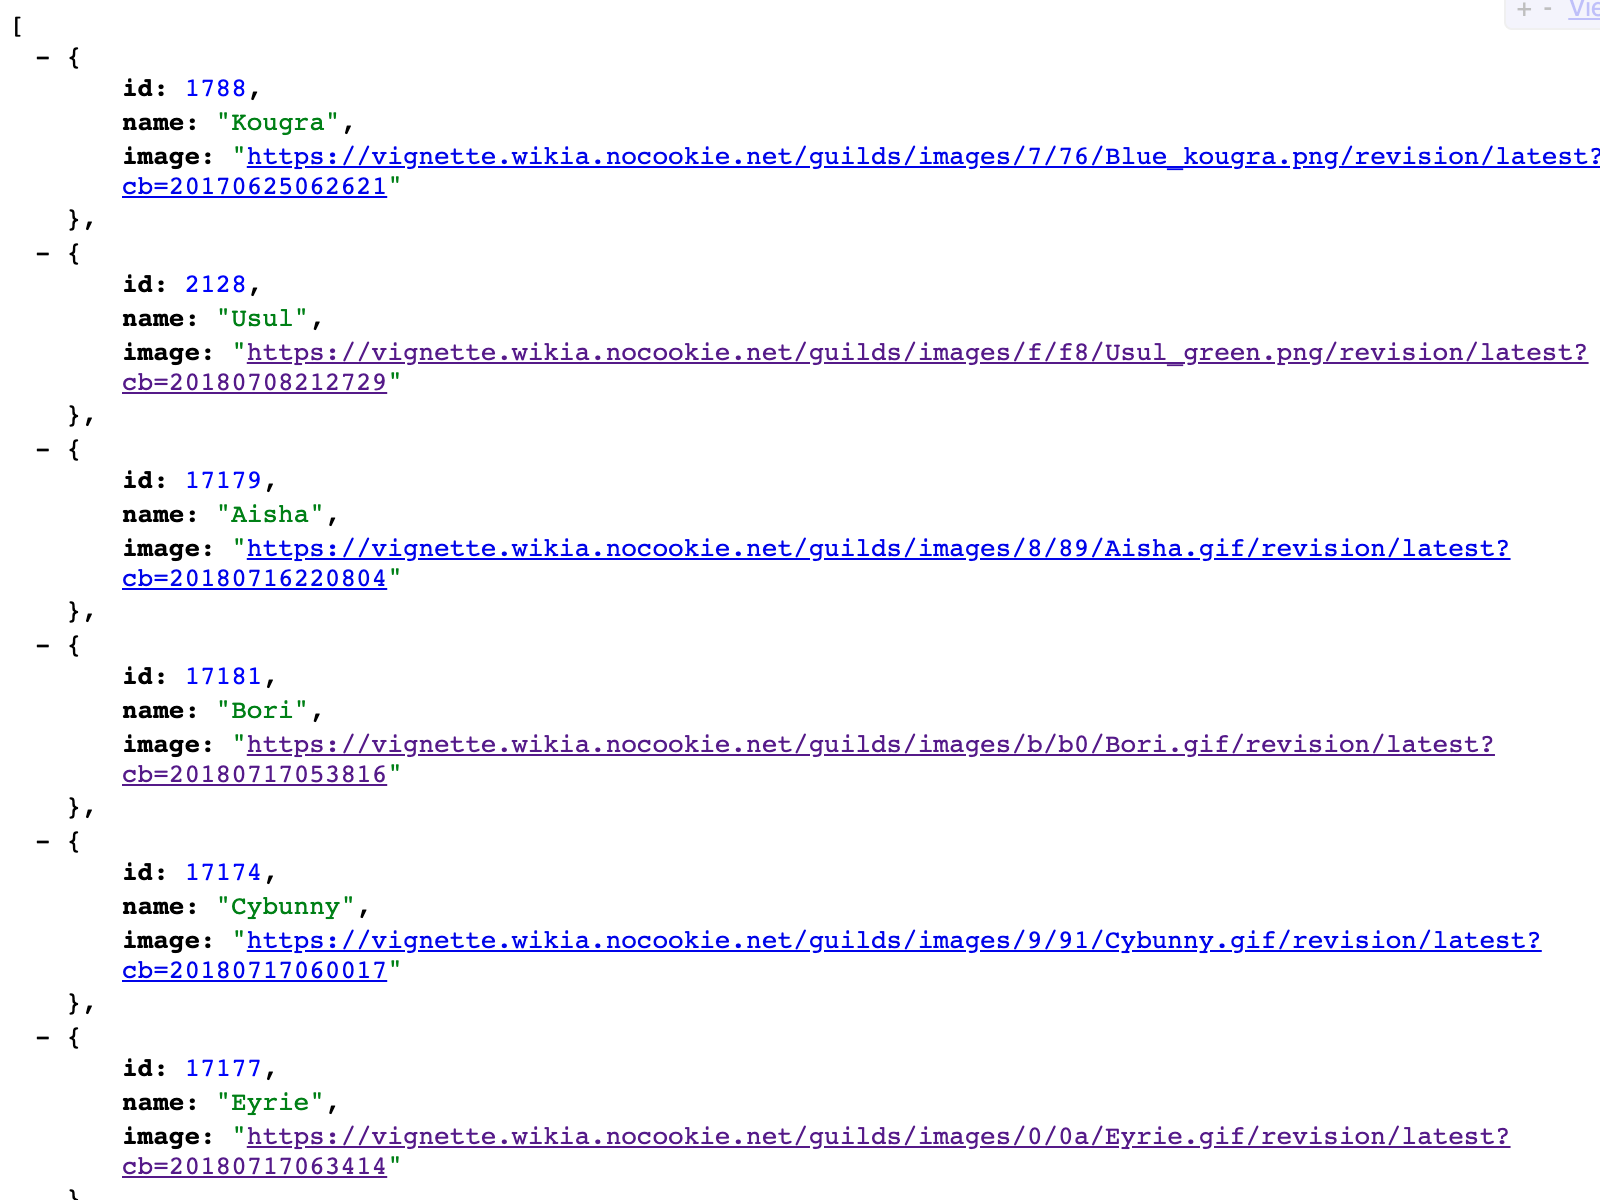 + - Vie
[
- {
id: 1788,
name: "Kougra",
image: "https://vignette.wikia.nocookie.net/guilds/images/7/76/Blue_kougra.png/revision/latest?
cb=20170625062621"
},
- {
id: 2128,
name: "Usul",
image: "https://vignette.wikia.nocookie.net/guilds/images/f/f8/Usul_green.png/revision/latest?
cb=20180708212729"
},
- {
id: 17179,
name: "Aisha",
image: "https://vignette.wikia.nocookie.net/guilds/images/8/89/Aisha.gif/revision/latest?
cb=20180716220804"
},
- {
id: 17181,
name: "Bori",
image: "https://vignette.wikia.nocookie.net/guilds/images/b/b0/Bori.gif/revision/latest?
cb=20180717053816"
},
- {
id: 17174,
name: "Cybunny",
image: "https://vignette.wikia.nocookie.net/guilds/images/9/91/Cybunny.gif/revision/latest?
cb=20180717060017"
},
- {
id: 17177,
name: "Eyrie",
image: "https://vignette.wikia.nocookie.net/guilds/images/0/0a/Eyrie.gif/revision/latest?
cb=20180717063414"
}